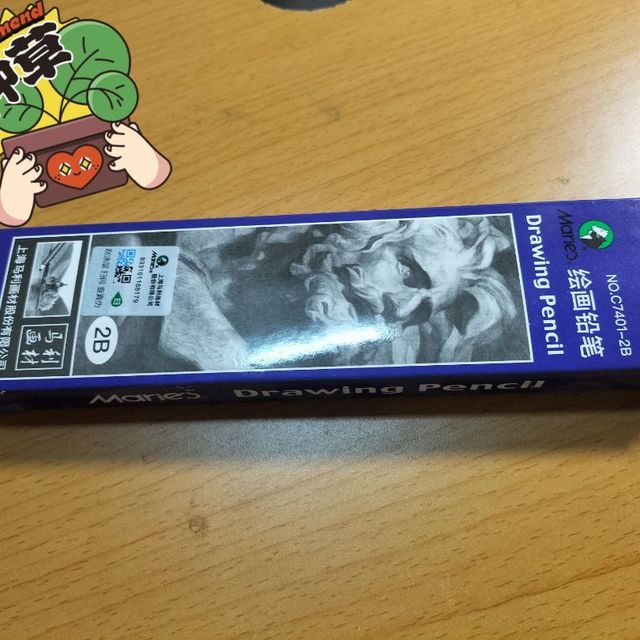 种草
Marie's
绘画铅笔
Drawing Pencil
NO.C7401-2B
上海马利画材股份有限公司
马利
画材
2B
Marie's Drawing Pencil